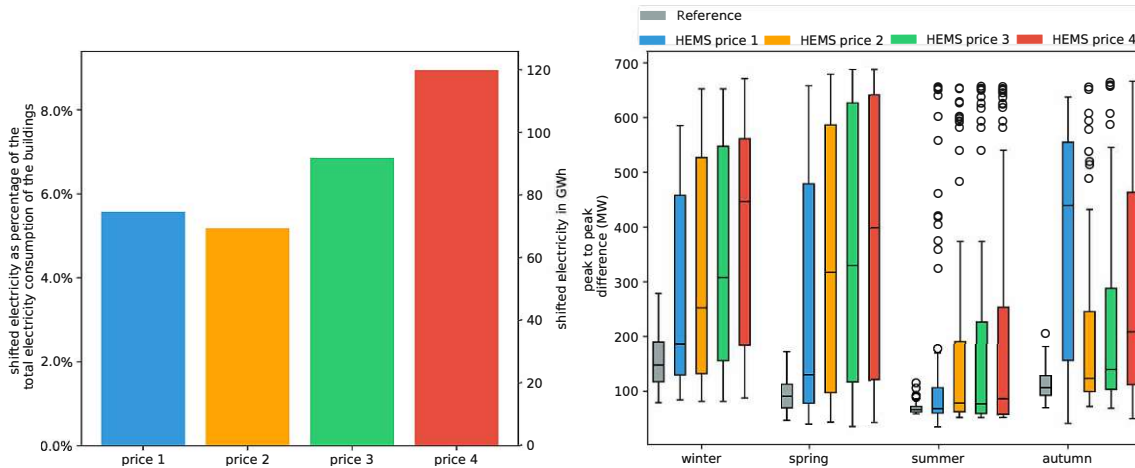 shifted electricity as percentage of the
total electricity consumption of the buildings
8.0%
6.0%
4.0%
2.0%
0.0%
price 1
price 2
price 3
price 4
120
100
80
60
40
20
0
shifted electricity in GWh
Reference
HEMS price 1
HEMS price 2
HEMS price 3
HEMS price 4
peak to peak
difference (MW)
700
600
500
400
300
200
100
winter
spring
summer
autumn